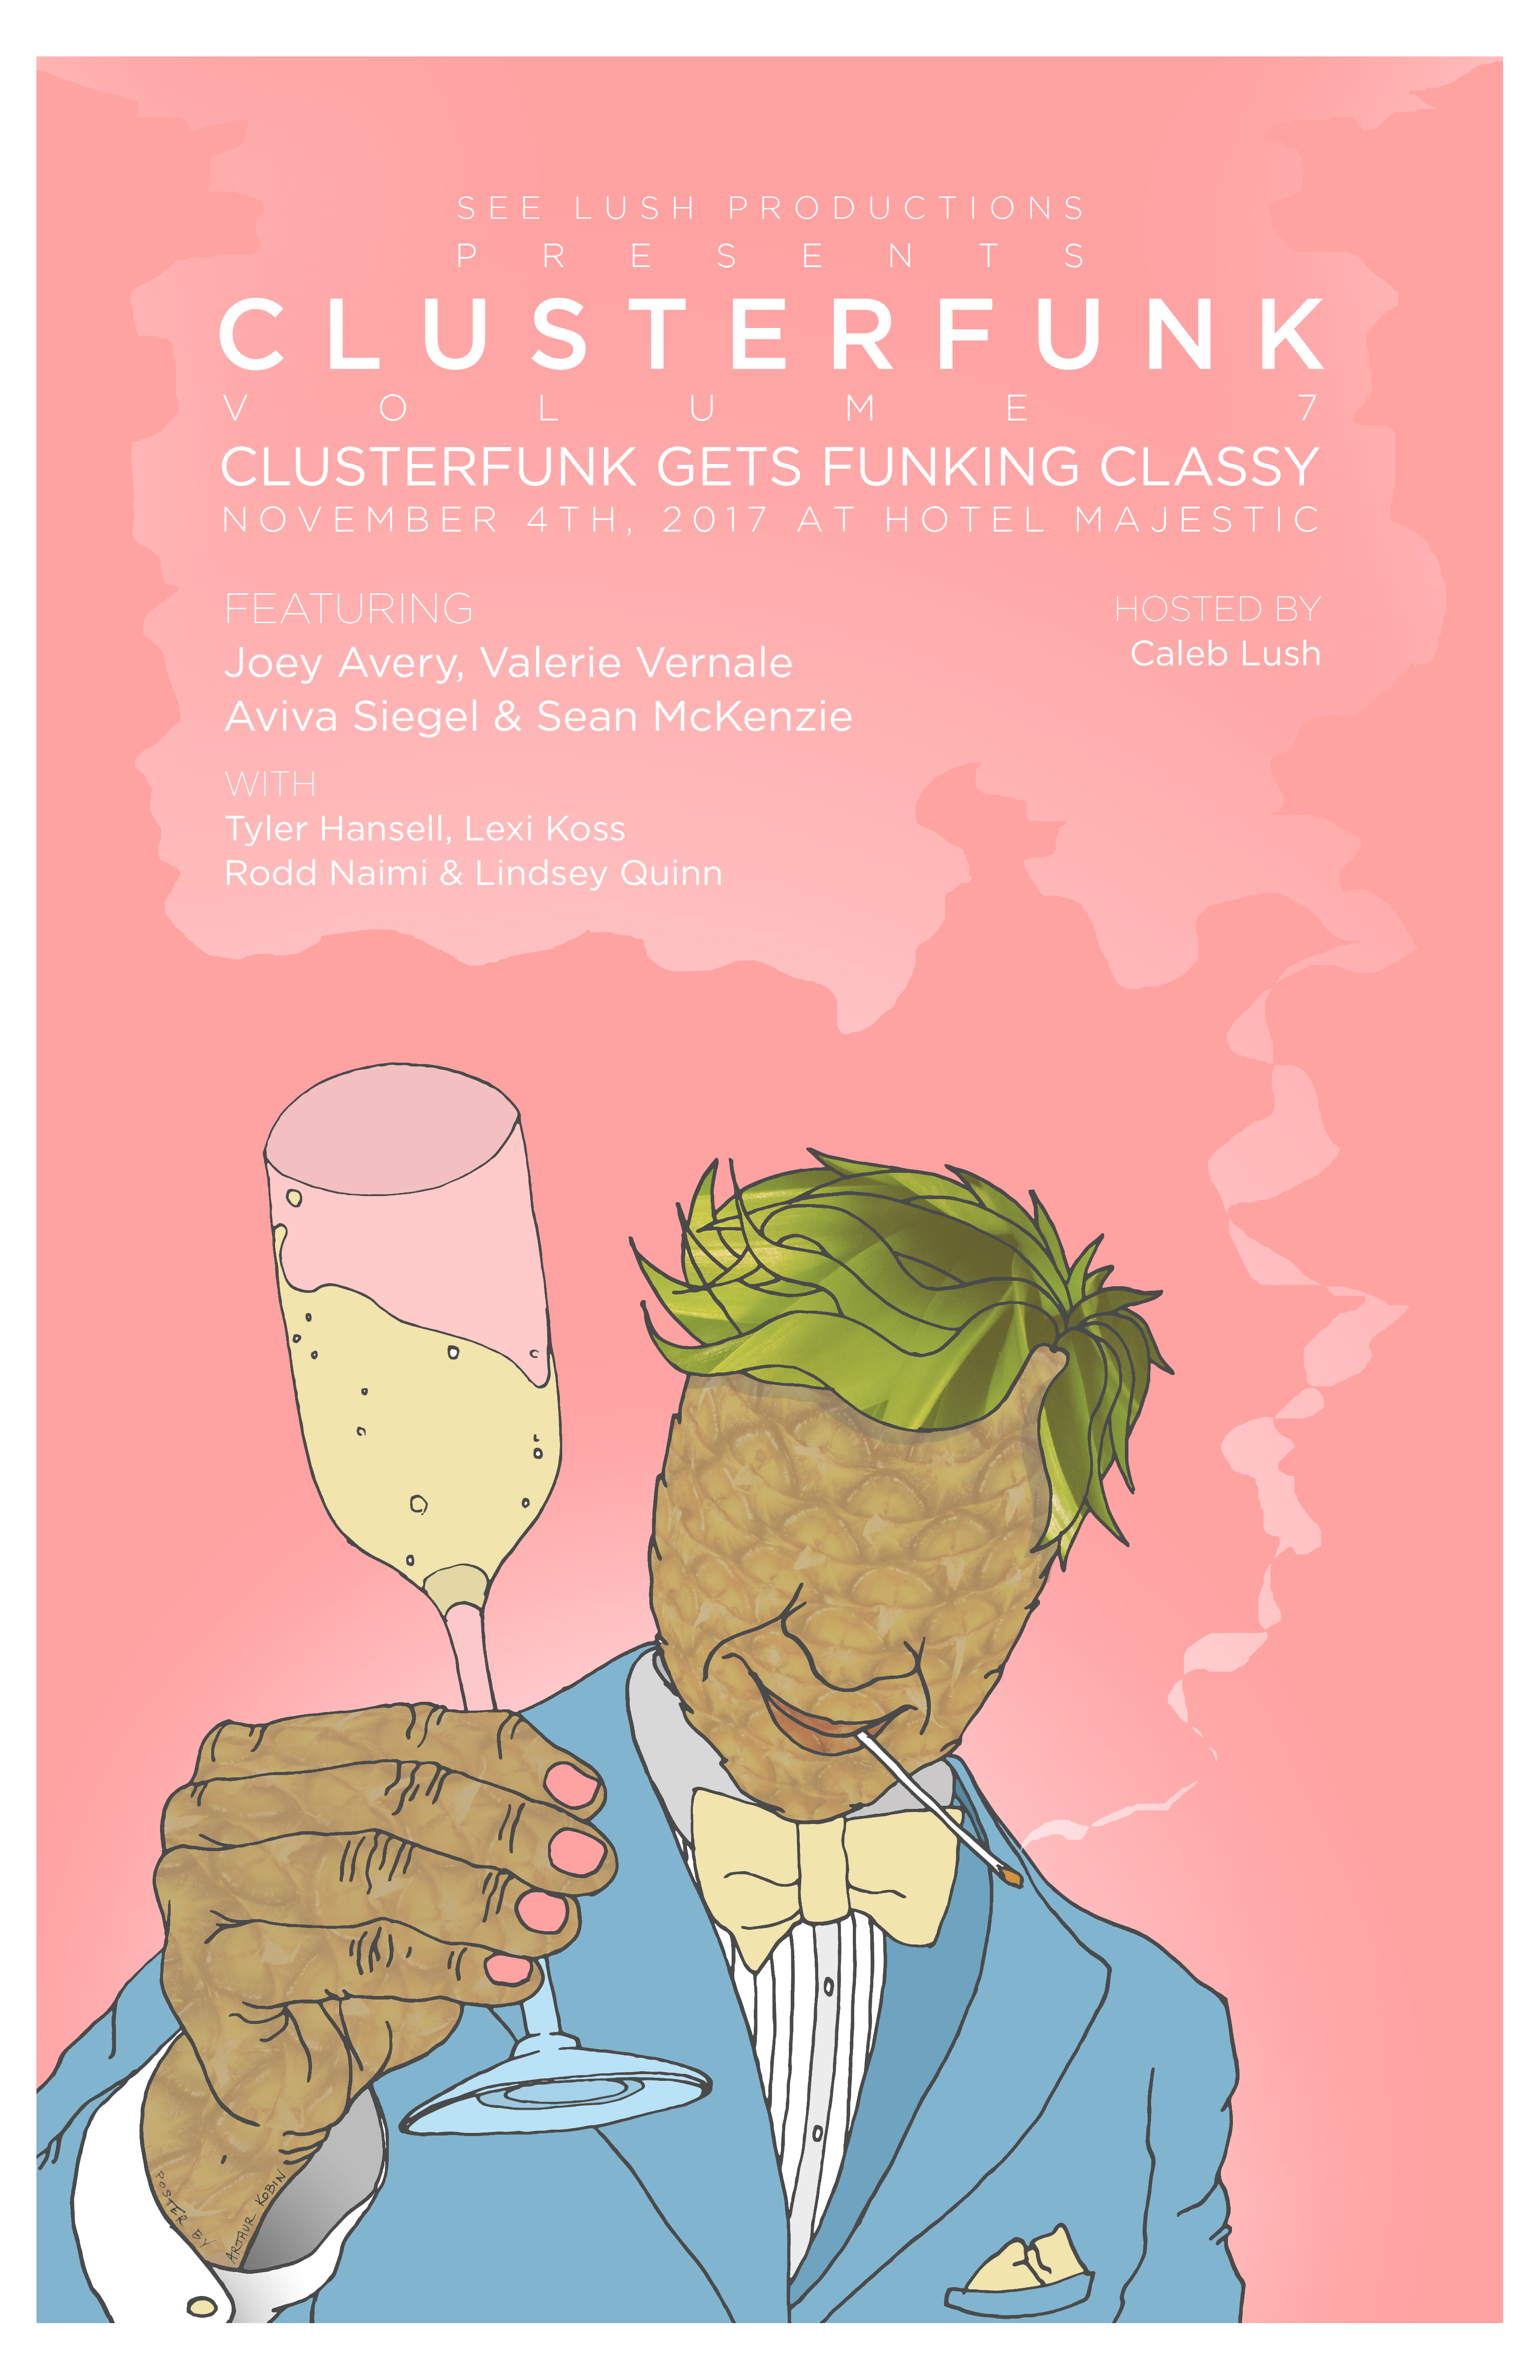 SEE LUSH PRODUCTIONS
PRESENTS
CLUSTERFUNK
VOLUME 7
CLUSTERFUNK GETS FUNKING CLASSY
NOVEMBER 4TH, 2017 AT HOTEL MAJESTIC
FEATURING
Joey Avery, Valerie Vernale
Aviva Siegel & Sean McKenzie
HOSTED BY
Caleb Lush
WITH
Tyler Hansell, Lexi Koss
Rodd Naimi & Lindsey Quinn
POSTER BY
ARTHUR KOBIN